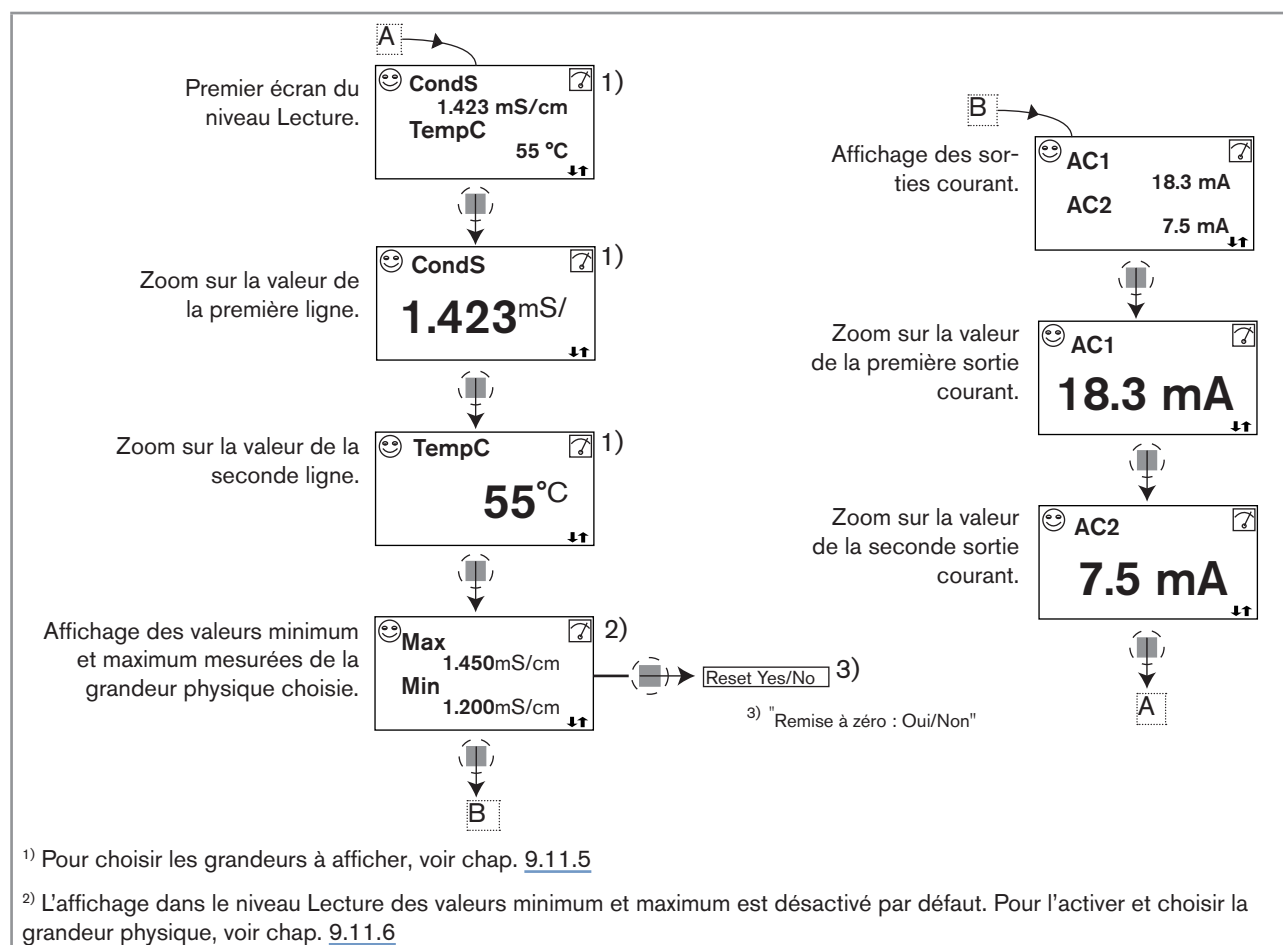 A
Premier écran du
niveau Lecture.
CondS
1.423 mS/cm
TempC
55 °C
1)
Zoom sur la valeur de
la première ligne.
CondS
1.423mS/
1)
Zoom sur la valeur de la
seconde ligne.
TempC
55°C
1)
Affichage des valeurs minimum
et maximum mesurées de la
grandeur physique choisie.
Max
1.450mS/cm
Min
1.200mS/cm
2)
Reset Yes/No 3)
3) "Remise à zéro : Oui/Non"
B
B
Affichage des sor-
ties courant.
AC1
18.3 mA
AC2
7.5 mA
Zoom sur la valeur
de la première sortie
courant.
AC1
18.3 mA
Zoom sur la valeur
de la seconde sortie
courant.
AC2
7.5 mA
A
1) Pour choisir les grandeurs à afficher, voir chap. 9.11.5
2) L'affichage dans le niveau Lecture des valeurs minimum et maximum est désactivé par défaut. Pour l'activer et choisir la
grandeur physique, voir chap. 9.11.6